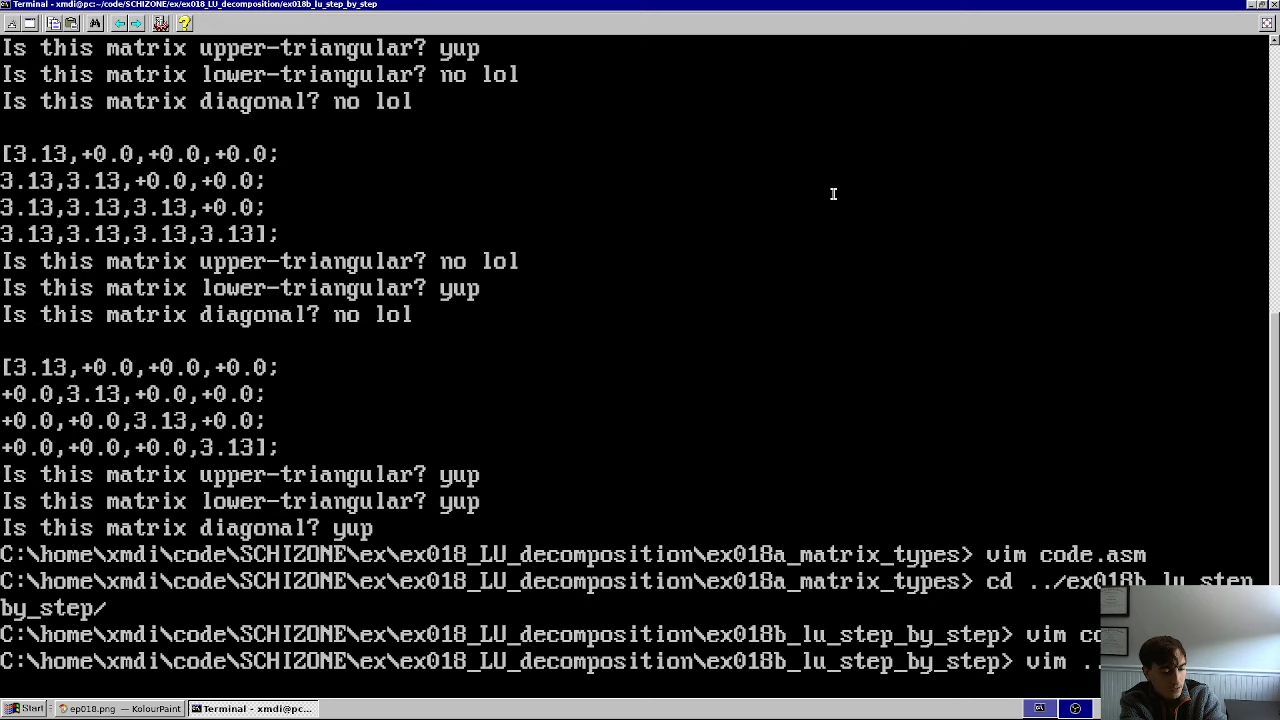 Terminal - xmdi@pc:~/code/SCHIZONE/ex/ex018_LU_decomposition/ex018b_lu_step_by_step
Is this matrix upper-triangular? yup
Is this matrix lower-triangular? no lol
Is this matrix diagonal? no lol
[3.13,+0.0,+0.0,+0.0;
3.13,3.13,+0.0,+0.0;
3.13,3.13,3.13,+0.0;
3.13,3.13,3.13,3.13];
Is this matrix upper-triangular? no lol
Is this matrix lower-triangular? yup
Is this matrix diagonal? no lol
[3.13,+0.0,+0.0,+0.0;
+0.0,3.13,+0.0,+0.0;
+0.0,+0.0,3.13,+0.0;
+0.0,+0.0,+0.0,3.13];
Is this matrix upper-triangular? yup
Is this matrix lower-triangular? yup
Is this matrix diagonal? yup
C:\home\xmdi\code\SCHIZONE\ex\ex018_LU_decomposition\ex018a_matrix_types> vim code.asm
C:\home\xmdi\code\SCHIZONE\ex\ex018_LU_decomposition\ex018a_matrix_types> cd ../ex018b_lu_step_
by_step/
C:\home\xmdi\code\SCHIZONE\ex\ex018_LU_decomposition\ex018b_lu_step_by_step> vim
C:\home\xmdi\code\SCHIZONE\ex\ex018_LU_decomposition\ex018b_lu_step_by_step> vim
Start ep018.png — KolourPaint Terminal - xmdi@pc...